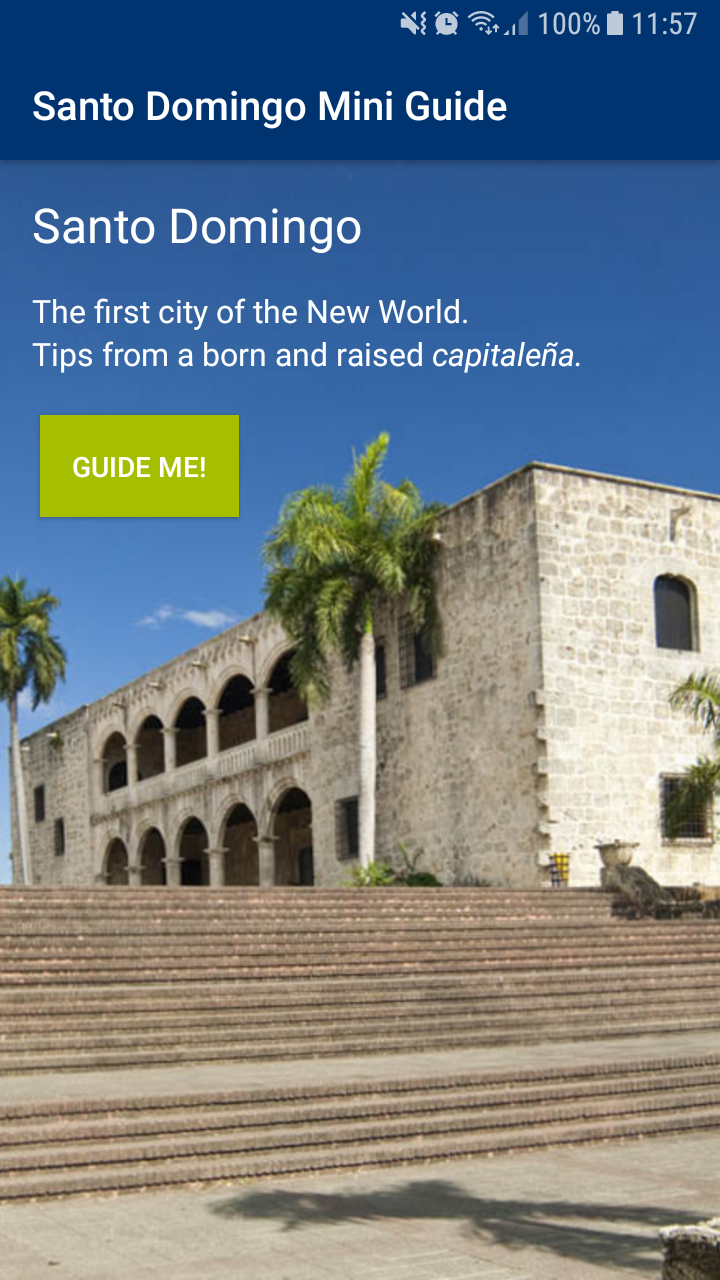 100% 11:57
Santo Domingo Mini Guide
Santo Domingo
The first city of the New World.
Tips from a born and raised capitaleña.
GUIDE ME!